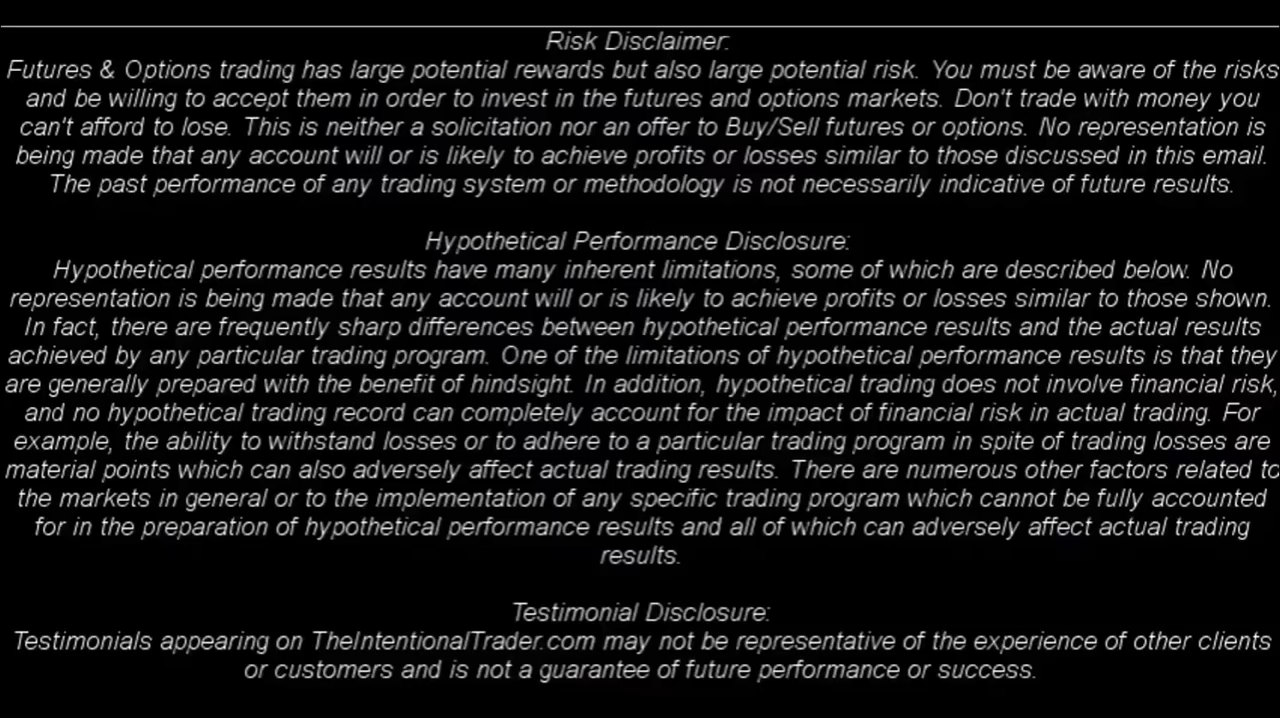 Risk Disclaimer:
Futures & Options trading has large potential rewards but also large potential risk. You must be aware of the risks
and be willing to accept them in order to invest in the futures and options markets. Don't trade with money you
can't afford to lose. This is neither a solicitation nor an offer to Buy/Sell futures or options. No representation is
being made that any account will or is likely to achieve profits or losses similar to those discussed in this email.
The past performance of any trading system or methodology is not necessarily indicative of future results.
Hypothetical Performance Disclosure:
Hypothetical performance results have many inherent limitations, some of which are described below. No
representation is being made that any account will or is likely to achieve profits or losses similar to those shown.
In fact, there are frequently sharp differences between hypothetical performance results and the actual results
achieved by any particular trading program. One of the limitations of hypothetical performance results is that they
are generally prepared with the benefit of hindsight. In addition, hypothetical trading does not involve financial risk,
and no hypothetical trading record can completely account for the impact of financial risk in actual trading. For
example, the ability to withstand losses or to adhere to a particular trading program in spite of trading losses are
material points which can also adversely affect actual trading results. There are numerous other factors related to
the markets in general or to the implementation of any specific trading program which cannot be fully accounted
for in the preparation of hypothetical performance results and all of which can adversely affect actual trading
results.
Testimonial Disclosure:
Testimonials appearing on TheIntentionalTrader.com may not be representative of the experience of other clients
or customers and is not a guarantee of future performance or success.